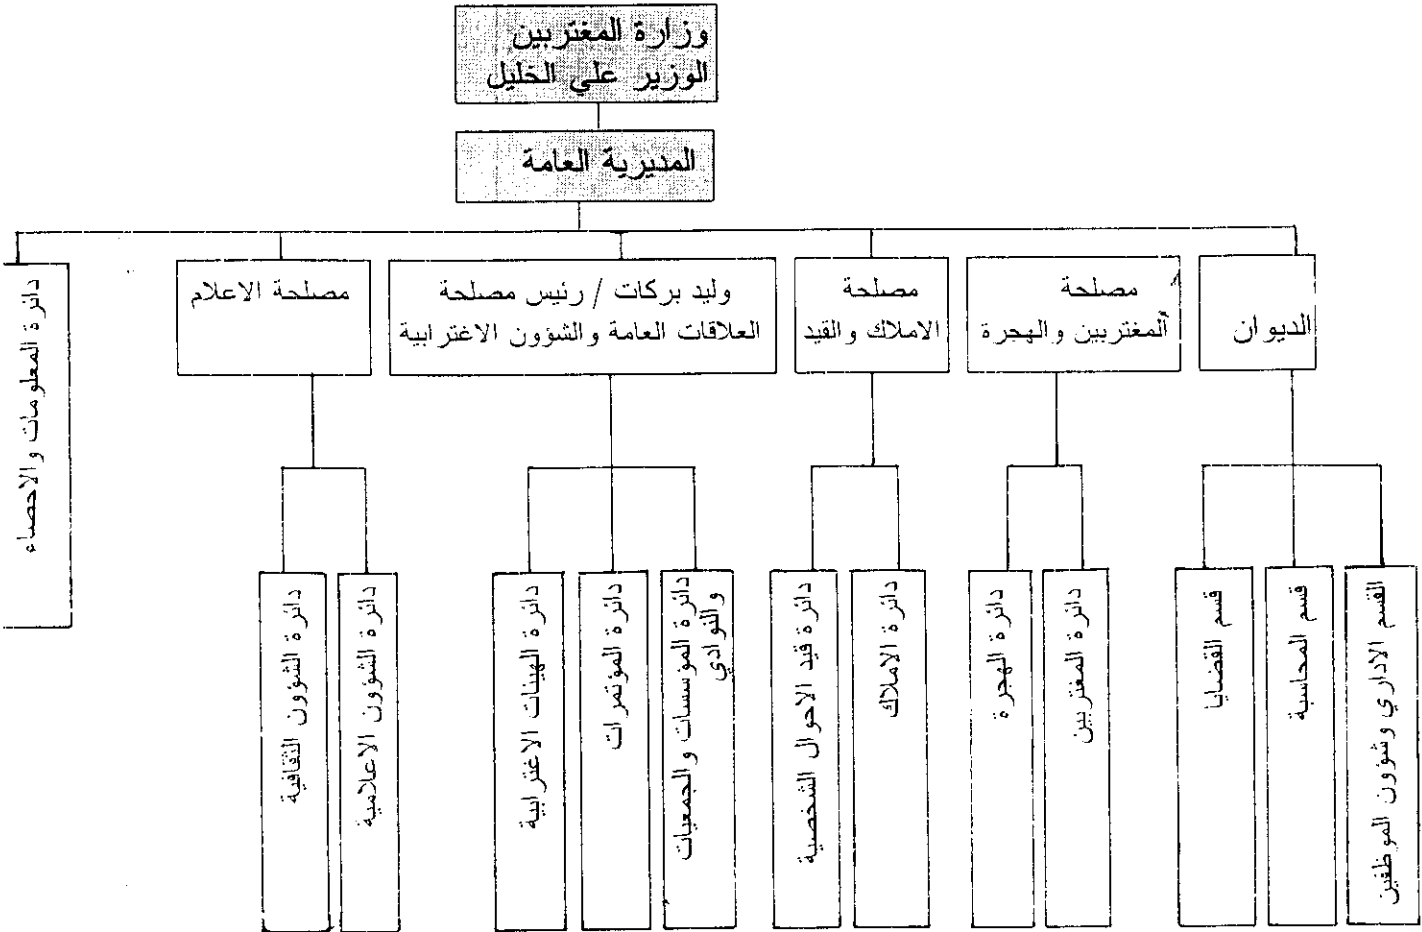 وزارة المغتربين
الوزير علي الخليل
المديرية العامة
الديوان
مصلحة
المغتربين والهجرة
مصلحة
الاملاك والقيد
وليد بركات / رئيس مصلحة
العلاقات العامة والشؤون الاغترابية
مصلحة الاعلام
دائرة المعلومات والاحصاء
القسم الاداري وشؤون الموظفين
قسم المحاسبة
قسم القضايا
دائرة المغتربين
دائرة الهجرة
دائرة الاملاك
دائرة قيد الاحوال الشخصية
دائرة المؤسسات والجمعيات
والنوادي
دائرة المؤتمرات
دائرة الهيئات الاغترابية
دائرة الشؤون الاعلامية
دائرة الشؤون الثقافية